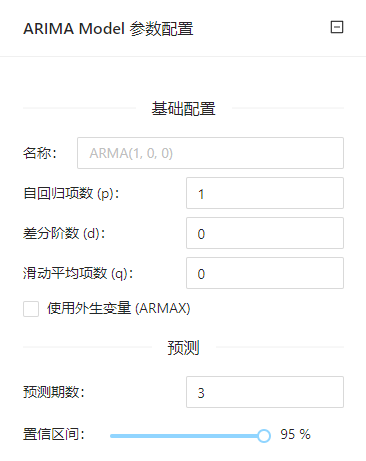 ARIMA Model 参数配置
基础配置
名称: ARMA(1, 0, 0)
自回归项数 (p): 1
差分阶数 (d): 0
滑动平均项数 (q): 0
使用外生变量 (ARMAX)
预测
预测期数: 3
置信区间: 95 %